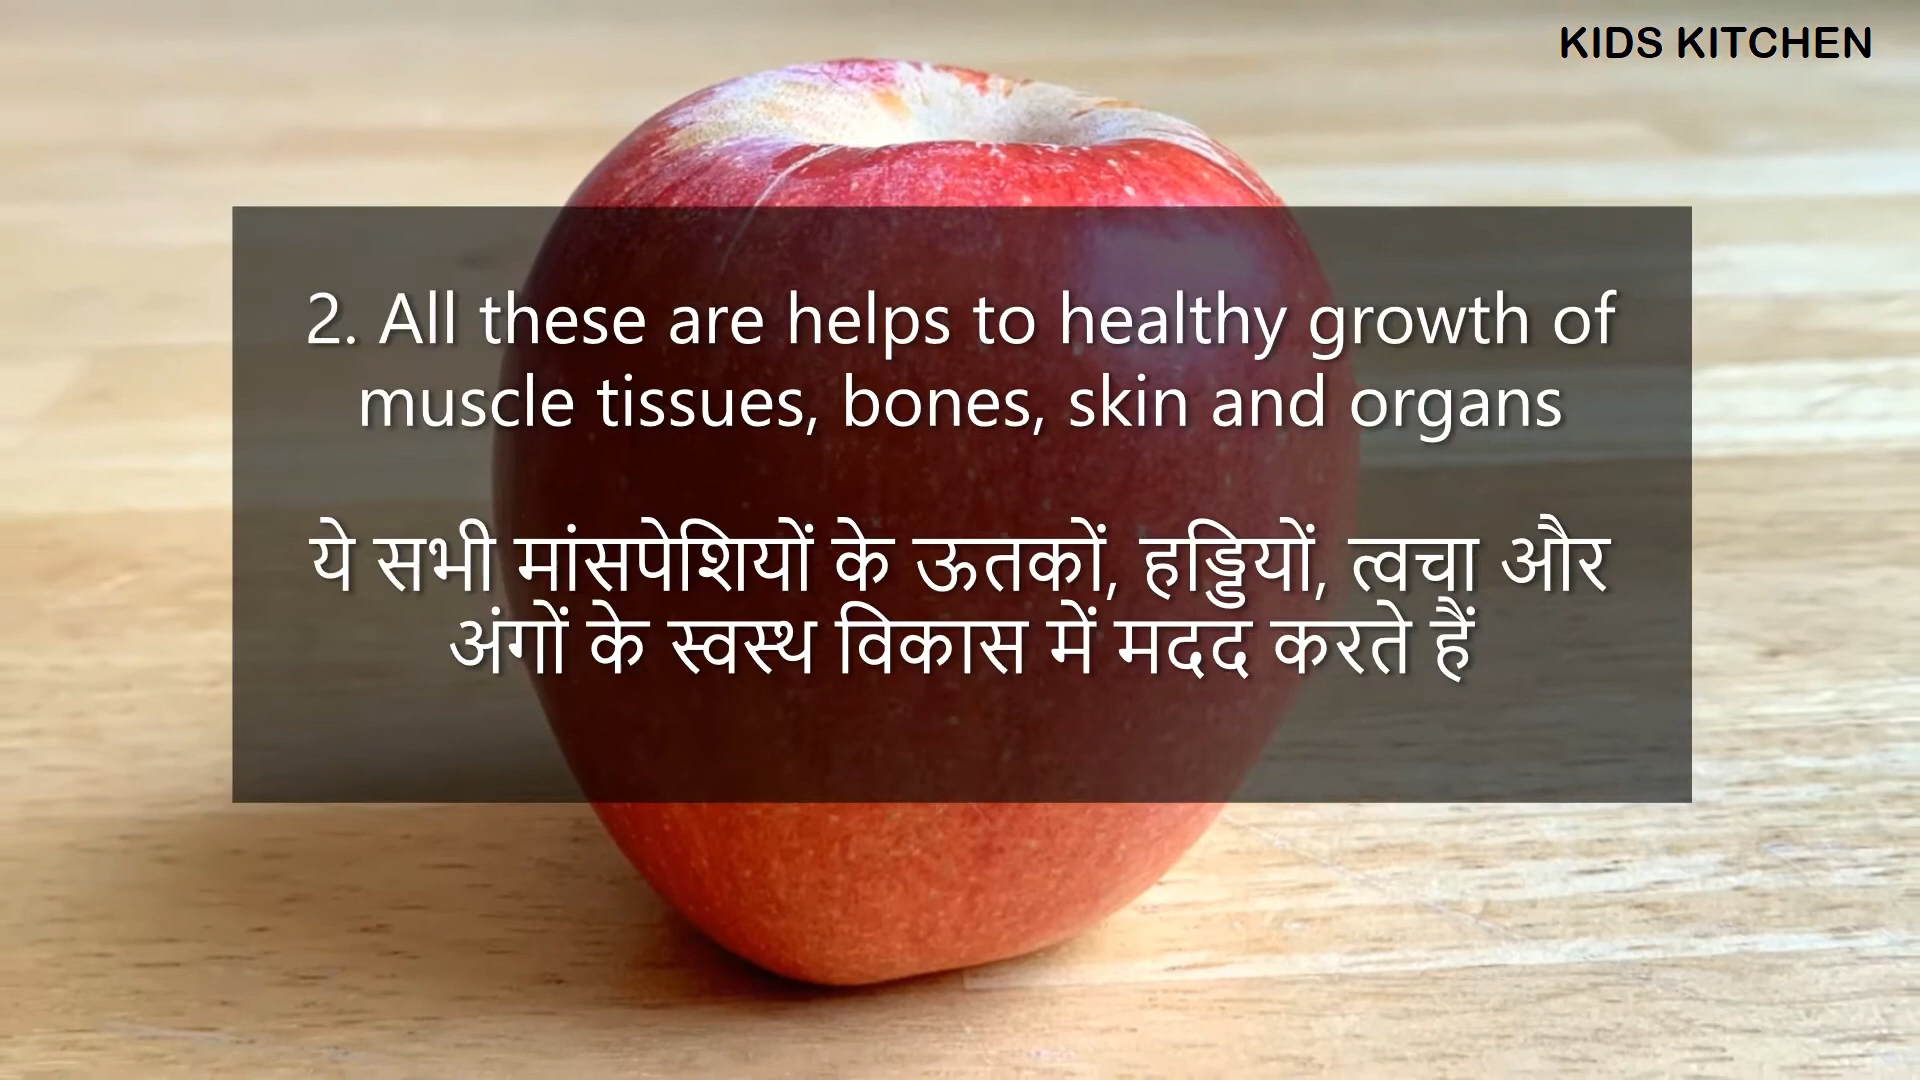 KIDS KITCHEN
2. All these are helps to healthy growth of
muscle tissues, bones, skin and organs
ये सभी मांसपेशियों के ऊतकों, हड्डियों, त्वचा और
अंगों के स्वस्थ विकास में मदद करते हैं